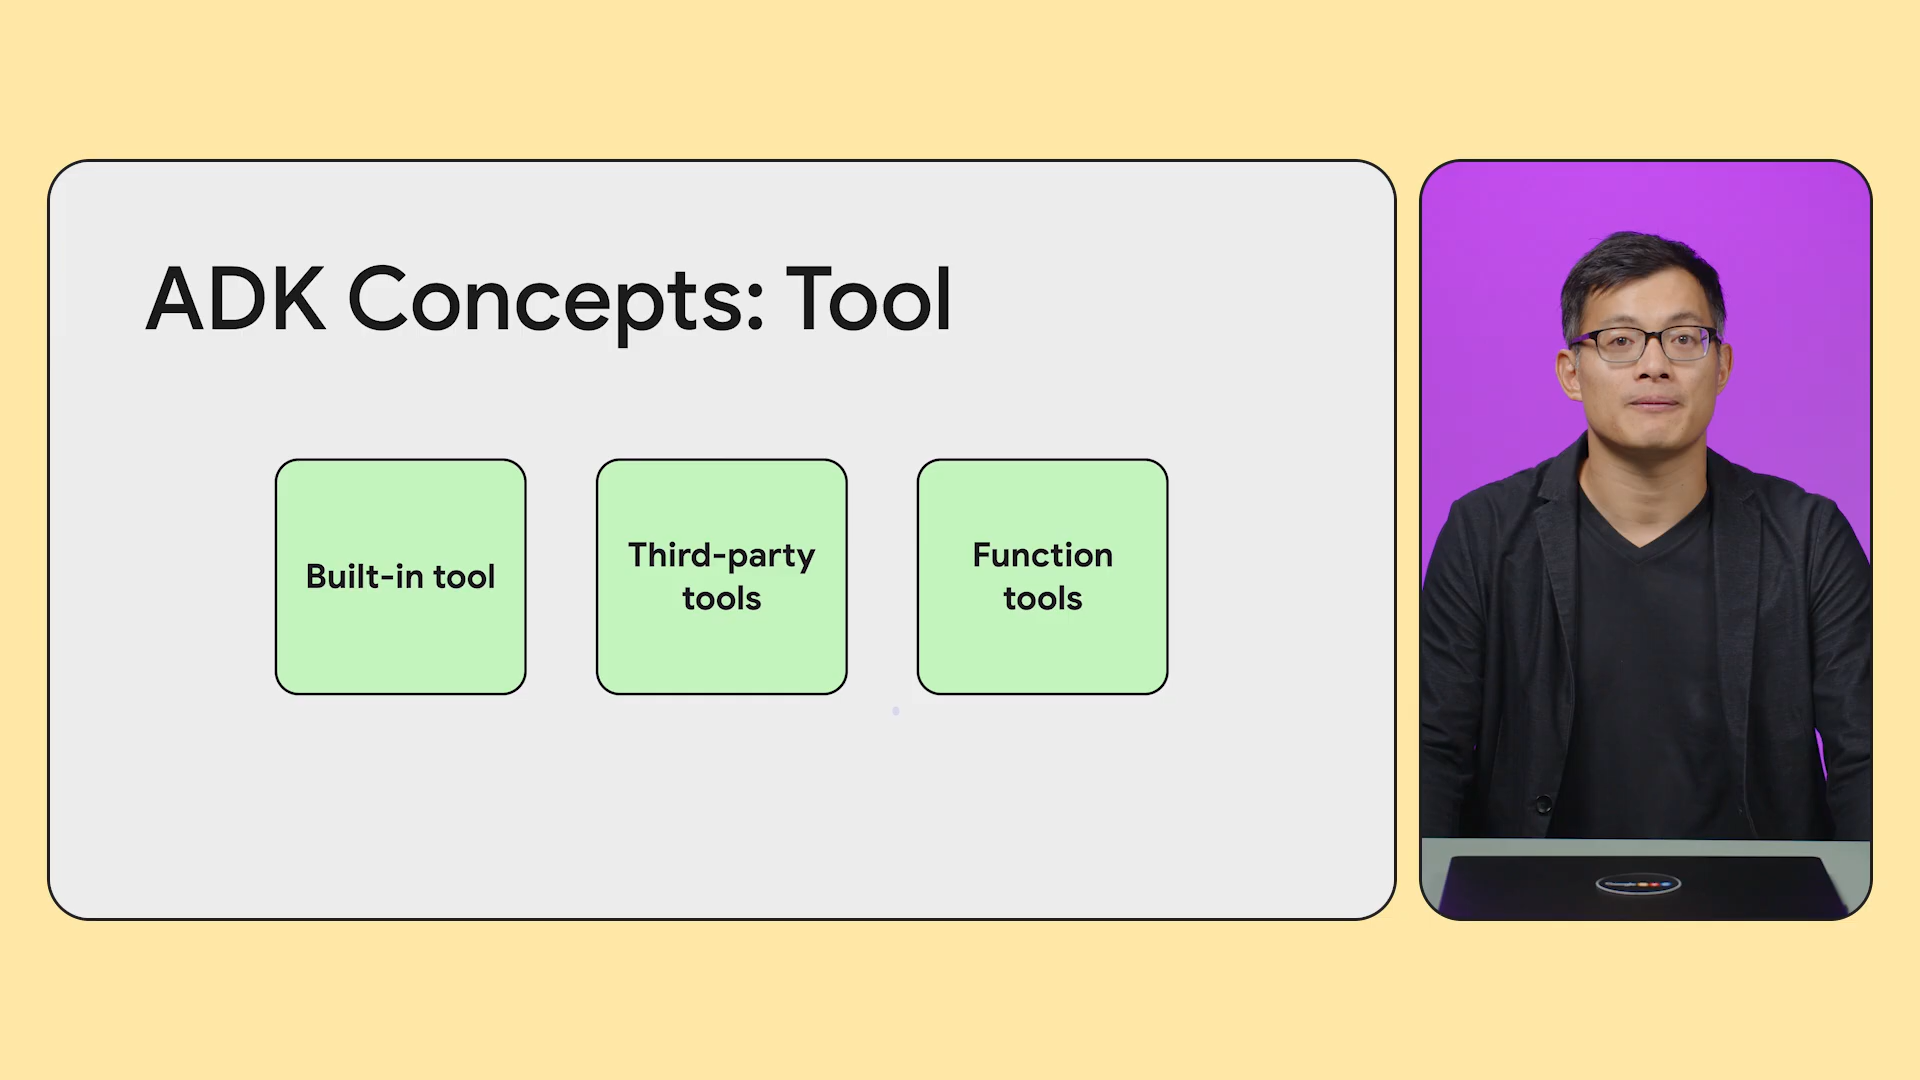 ADK Concepts: Tool
Built-in tool
Third-party
tools
Function
tools